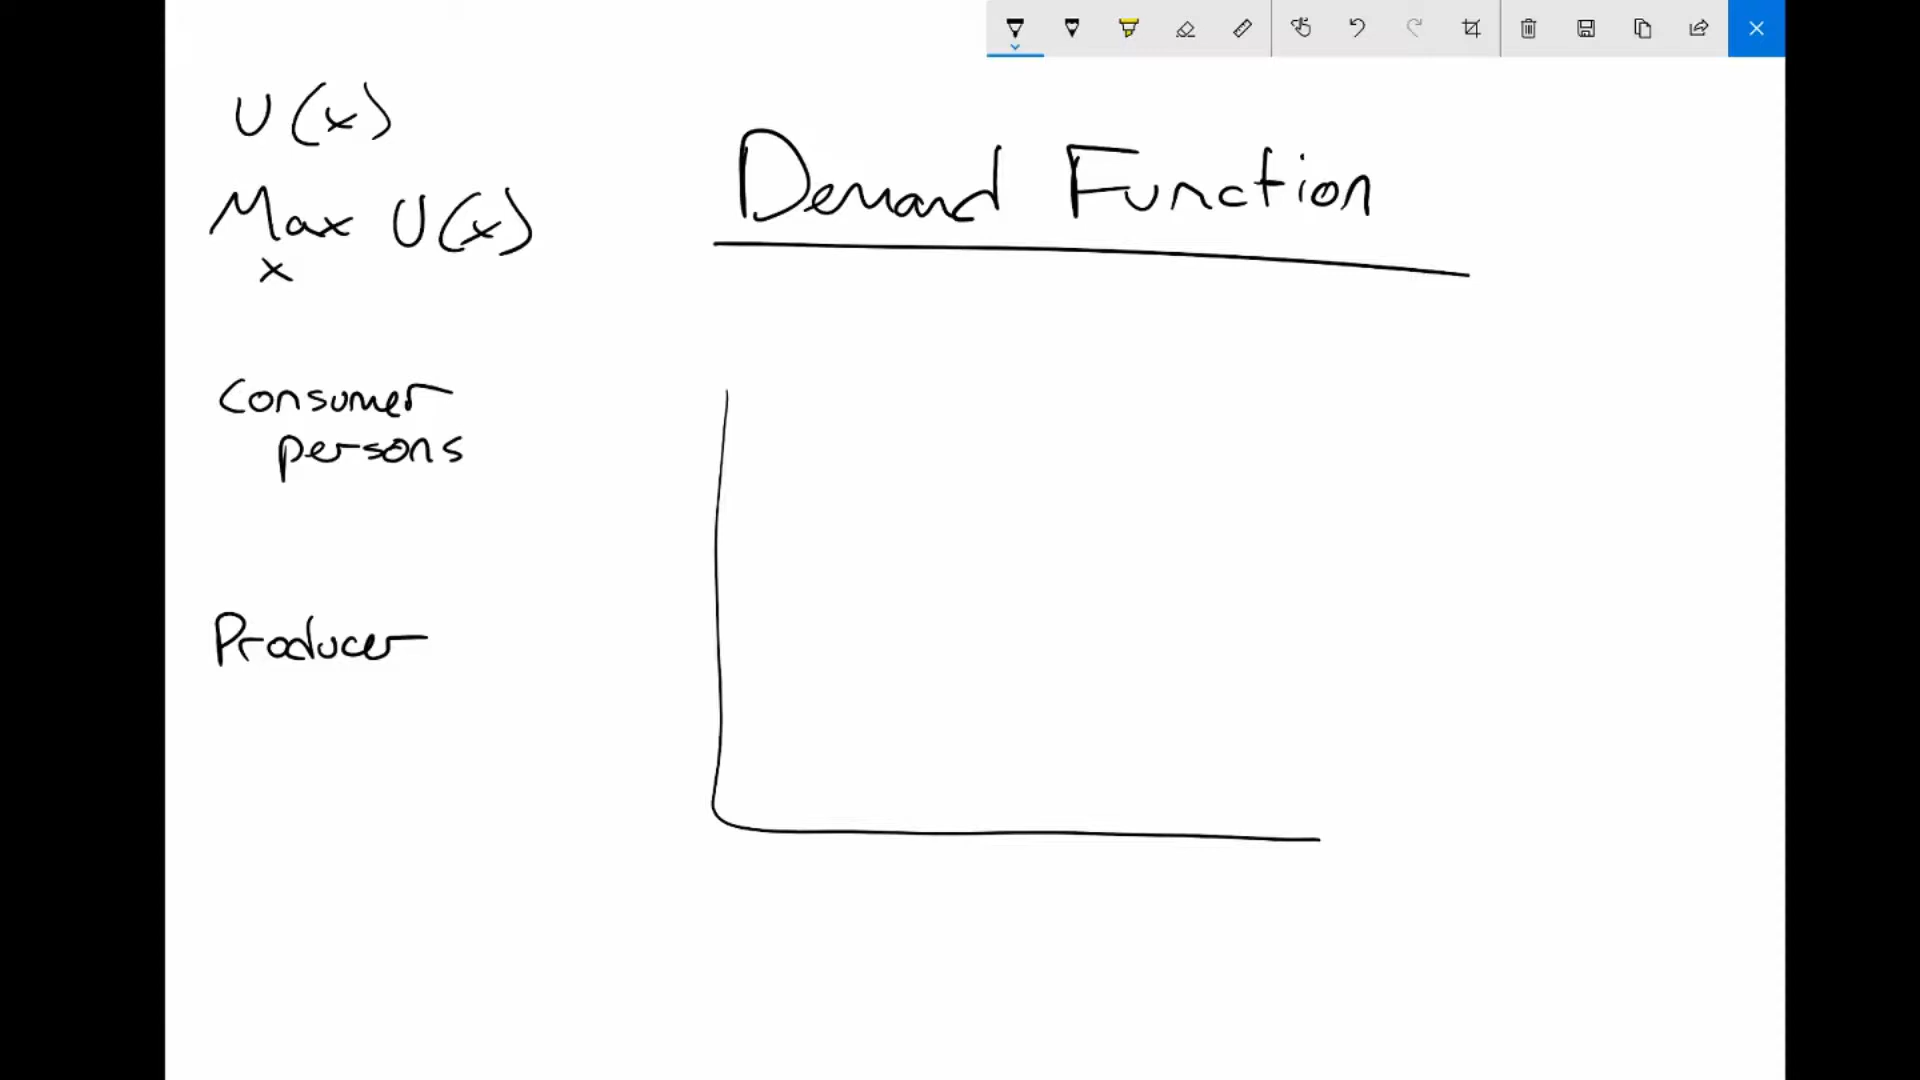 U(x)
Max U(x)
x
Demand Function
Consumer
persons
Producer